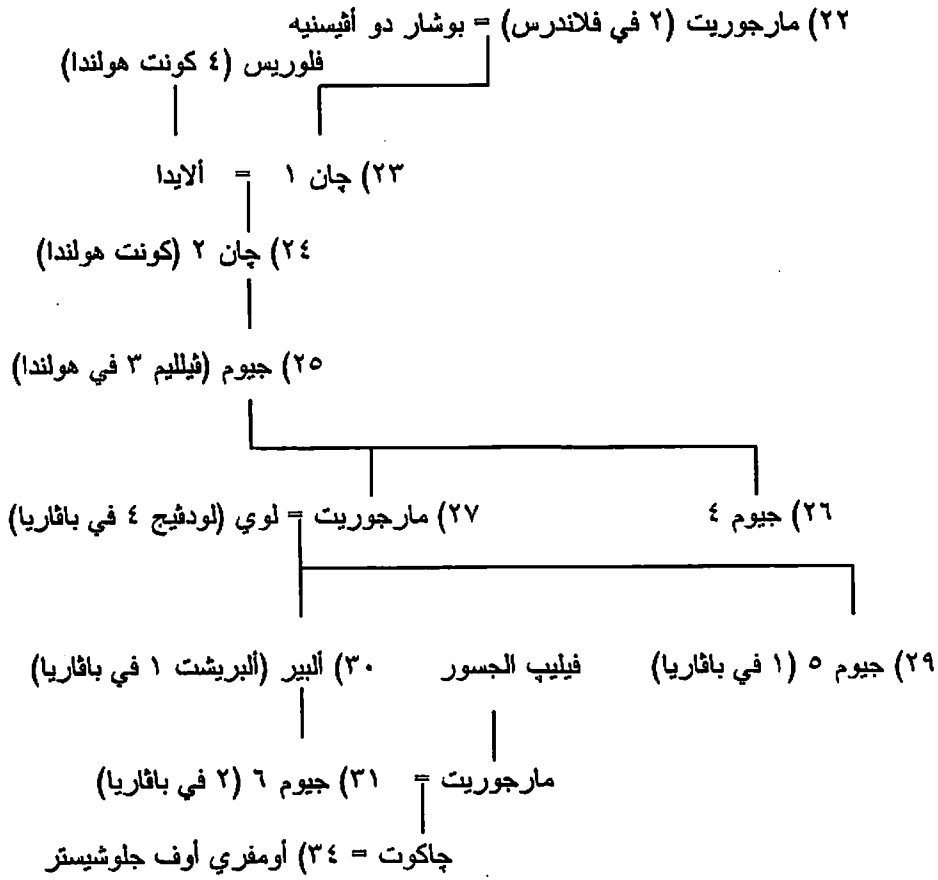 ٢٢) مارجوريت (٢ في فلاندرس) = بوشار دو أڤيسنيه
فلوريس (٤ كونت هولندا)
٢٣) چان ١ = ألايدا
٢٤) چان ٢ (كونت هولندا)
٢٥) جيوم (ڤيلليم ٣ في هولندا)
٢٦) جيوم ٤
٢٧) مارجوريت = لوي (لودڤيج ٤ في باڤاريا)
٢٩) جيوم ٥ (١ في باڤاريا)
فيليپ الجسور
٣٠) ألبير (ألبريشت ١ في باڤاريا)
مارجوريت = ٣١) جيوم ٦ (٢ في باڤاريا)
چاكوت = ٣٤) أومفري أوف جلوشيستر